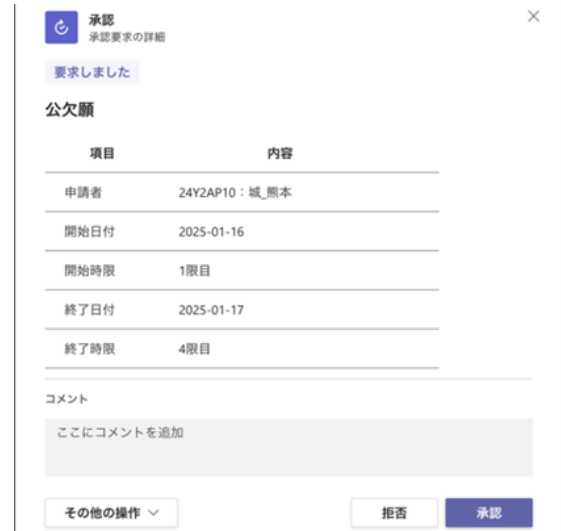 承認
承認要求の詳細
要求しました
公欠願
項目 内容
申請者 24Y2AP10：城_熊本
開始日付 2025-01-16
開始時限 1限目
終了日付 2025-01-17
終了時限 4限目
コメント
ここにコメントを追加
その他の操作 拒否 承認